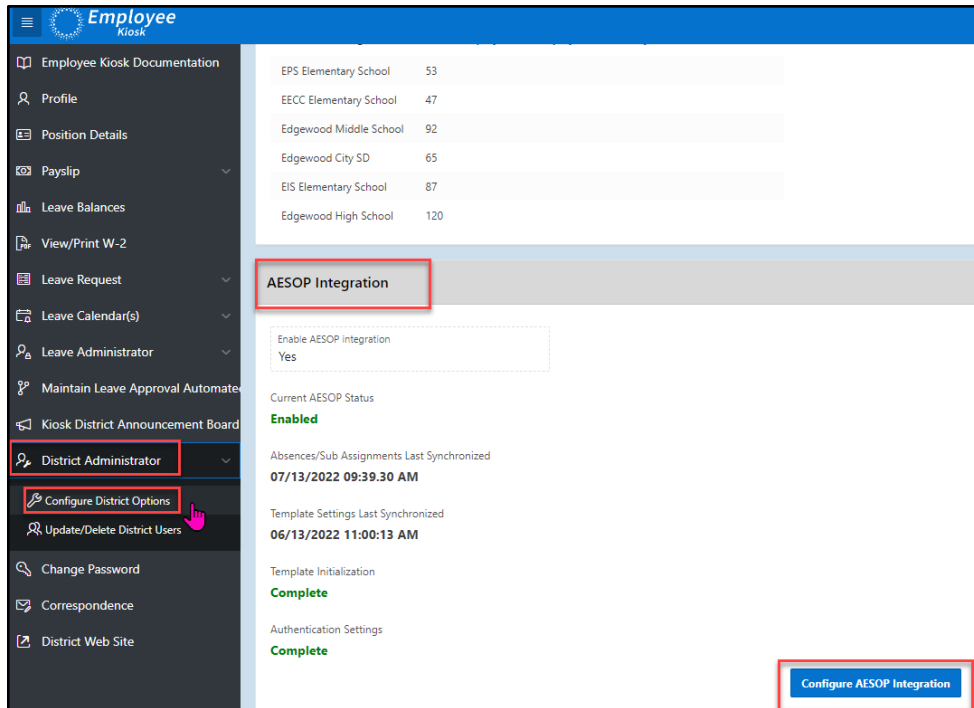 Employee
Kiosk
Employee Kiosk Documentation
Profile
Position Details
Payslip
Leave Balances
View/Print W-2
Leave Request
Leave Calendar(s)
Leave Administrator
Maintain Leave Approval Automate
Kiosk District Announcement Board
District Administrator
Configure District Options
Update/Delete District Users
Change Password
Correspondence
District Web Site
EPS Elementary School 53
EECC Elementary School 47
Edgewood Middle School 92
Edgewood City SD 65
EIS Elementary School 87
Edgewood High School 120
AESOP Integration
Enable AESOP integration
Yes
Current AESOP Status
Enabled
Absences/Sub Assignments Last Synchronized
07/13/2022 09:39.30 AM
Template Settings Last Synchronized
06/13/2022 11:00:13 AM
Template Initialization
Complete
Authentication Settings
Complete
Configure AESOP Integration